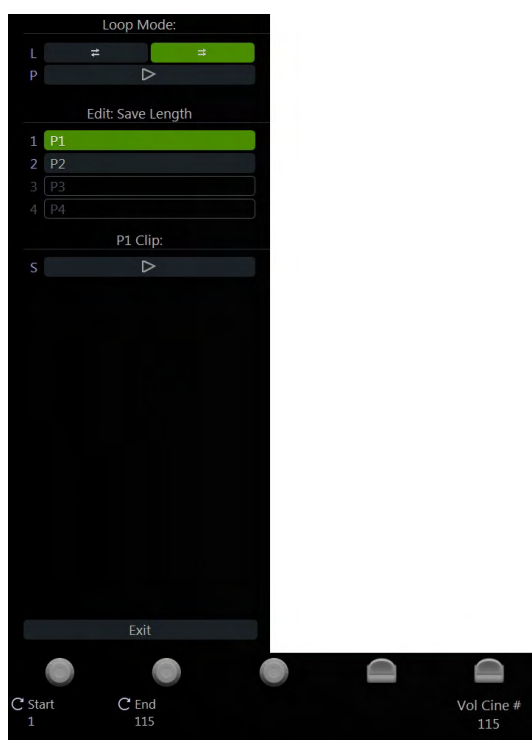 Loop Mode:
L
P
Edit: Save Length
1 P1
2 P2
3 P3
4 P4
P1 Clip:
S
Exit
Start End Vol Cine #
1 115 115